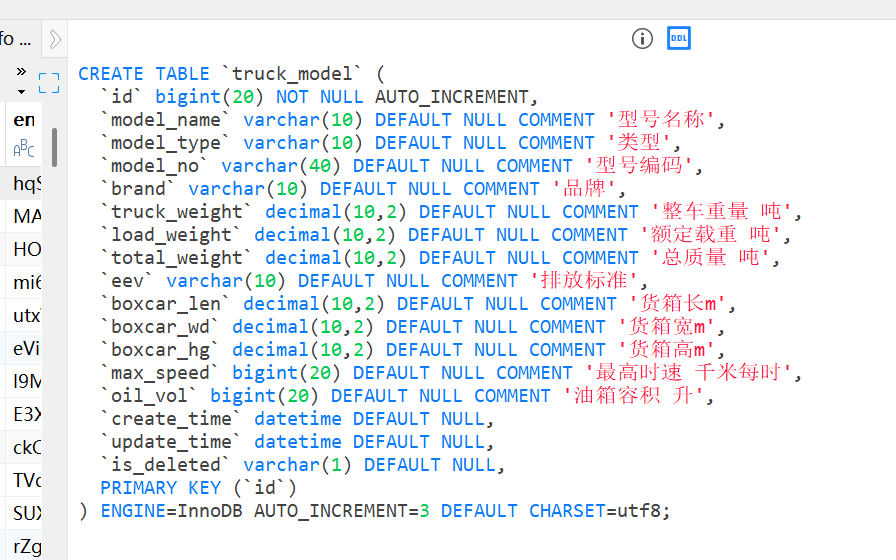 fo ...
DDL
»
en
ABC
hqS
MA
HO
mi6
utx
eVi
I9M
E3X
ckC
TVc
SUX
rZg
CREATE TABLE `truck_model` (
  `id` bigint(20) NOT NULL AUTO_INCREMENT,
  `model_name` varchar(10) DEFAULT NULL COMMENT '型号名称',
  `model_type` varchar(10) DEFAULT NULL COMMENT '类型',
  `model_no` varchar(40) DEFAULT NULL COMMENT '型号编码',
  `brand` varchar(10) DEFAULT NULL COMMENT '品牌',
  `truck_weight` decimal(10,2) DEFAULT NULL COMMENT '整车重量 吨',
  `load_weight` decimal(10,2) DEFAULT NULL COMMENT '额定载重 吨',
  `total_weight` decimal(10,2) DEFAULT NULL COMMENT '总质量 吨',
  `eev` varchar(10) DEFAULT NULL COMMENT '排放标准',
  `boxcar_len` decimal(10,2) DEFAULT NULL COMMENT '货箱长m',
  `boxcar_wd` decimal(10,2) DEFAULT NULL COMMENT '货箱宽m',
  `boxcar_hg` decimal(10,2) DEFAULT NULL COMMENT '货箱高m',
  `max_speed` bigint(20) DEFAULT NULL COMMENT '最高时速 千米每时',
  `oil_vol` bigint(20) DEFAULT NULL COMMENT '油箱容积 升',
  `create_time` datetime DEFAULT NULL,
  `update_time` datetime DEFAULT NULL,
  `is_deleted` varchar(1) DEFAULT NULL,
  PRIMARY KEY (`id`)
) ENGINE=InnoDB AUTO_INCREMENT=3 DEFAULT CHARSET=utf8;